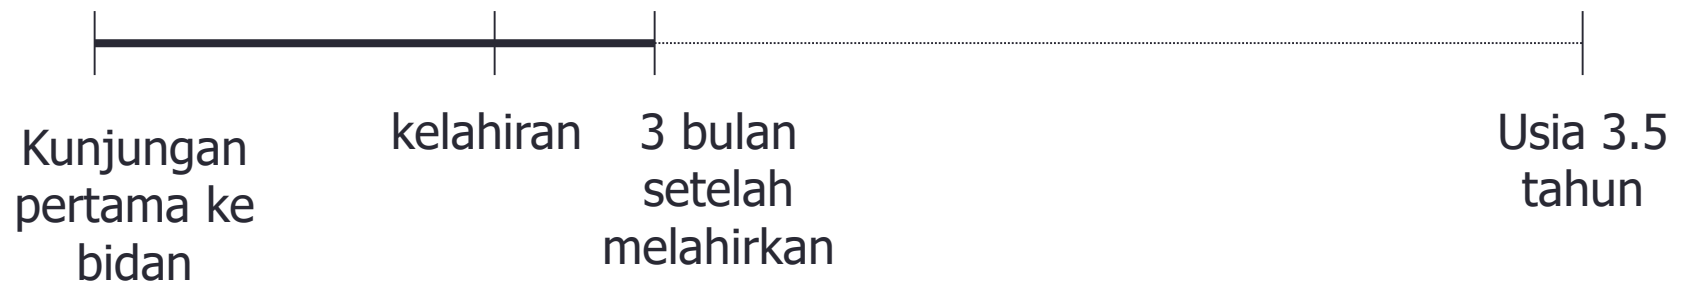 Kunjungan
pertama ke
bidan
kelahiran
3 bulan
setelah
melahirkan
Usia 3.5
tahun